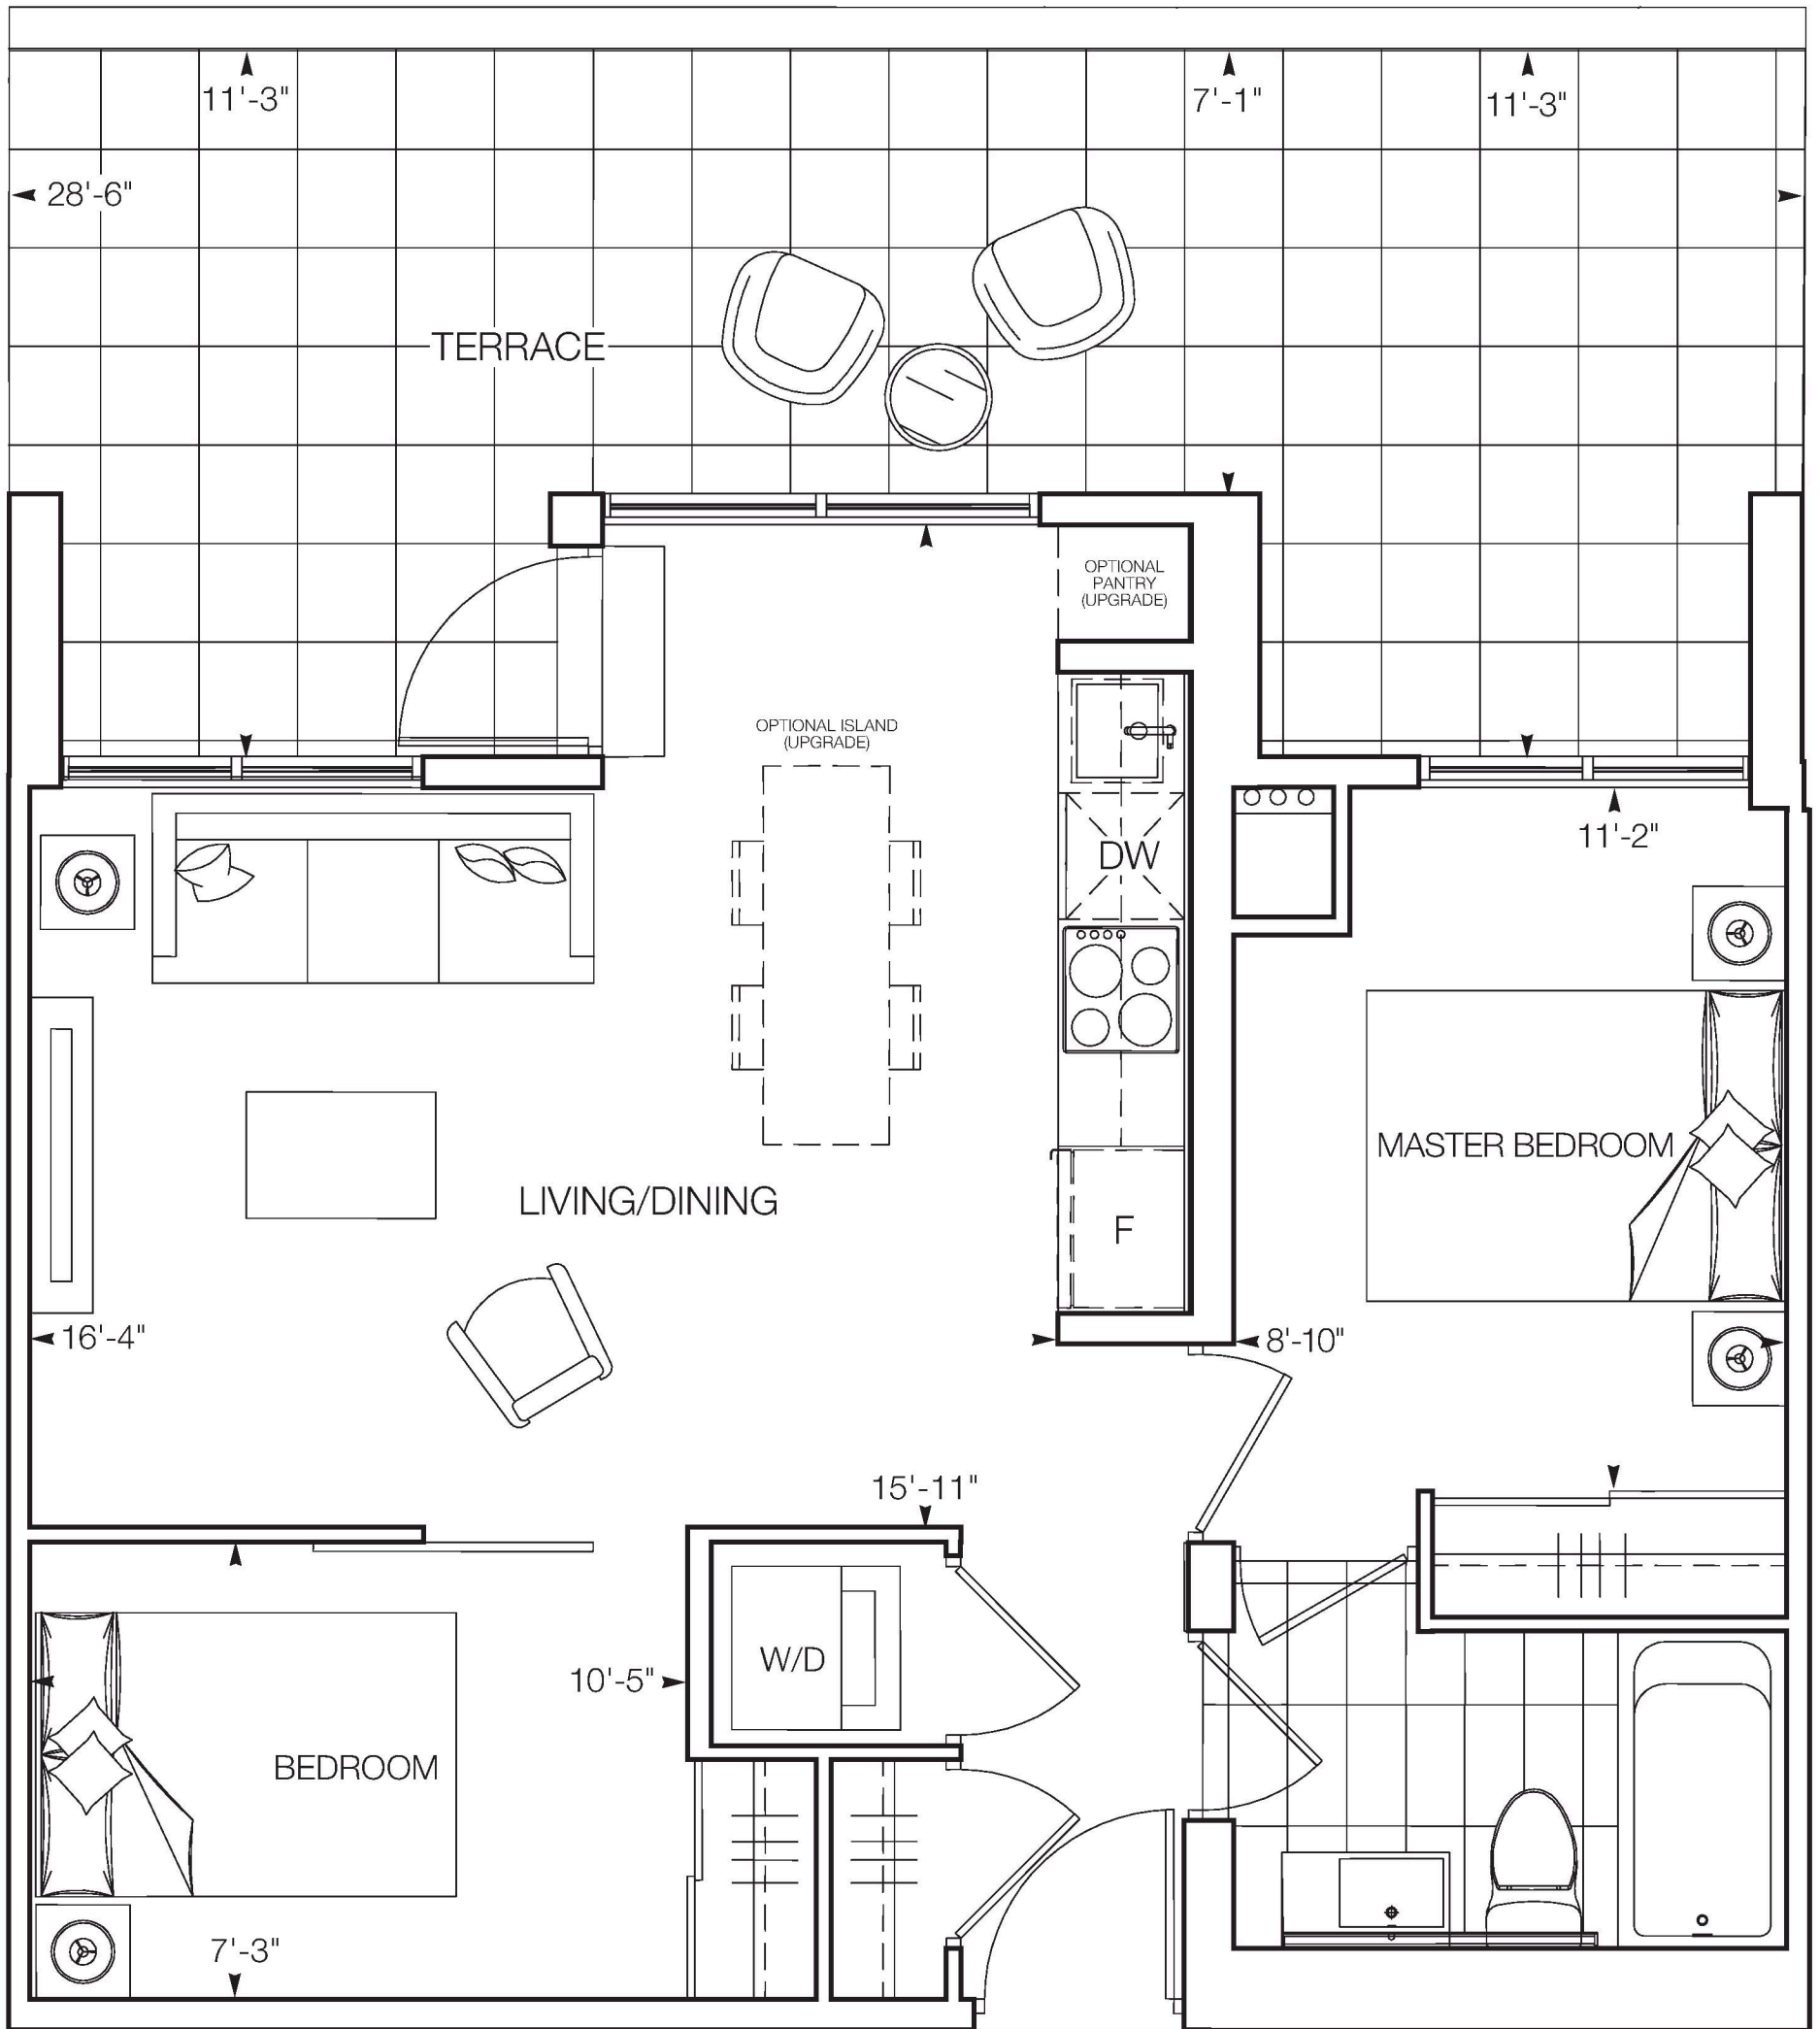 11'-3"
7'-1"
11'-3"
28'-6"
TERRACE
OPTIONAL
PANTRY
(UPGRADE)
OPTIONAL ISLAND
(UPGRADE)
11'-2"
DW
MASTER BEDROOM
LIVING/DINING
F
16'-4"
8'-10"
15'-11"
W/D
10'-5"
BEDROOM
7'-3"